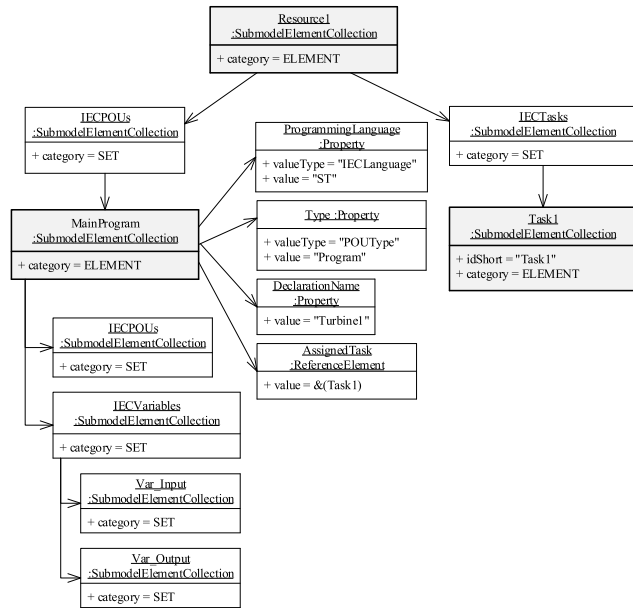 Resource1
:SubmodelElementCollection
+ category = ELEMENT
IECPOUs
:SubmodelElementCollection
+ category = SET
ProgrammingLanguage
:Property
+ valueType = "IECLanguage"
+ value = "ST"
IECTasks
:SubmodelElementCollection
+ category = SET
MainProgram
:SubmodelElementCollection
+ category = ELEMENT
Type :Property
+ valueType = "POUType"
+ value = "Program"
Task1
:SubmodelElementCollection
+ idShort = "Task1"
+ category = ELEMENT
DeclarationName
:Property
+ value = "Turbine1"
IECPOUs
:SubmodelElementCollection
+ category = SET
AssignedTask
:ReferenceElement
+ value = &(Task1)
IECVariables
:SubmodelElementCollection
+ category = SET
Var_Input
:SubmodelElementCollection
+ category = SET
Var_Output
:SubmodelElementCollection
+ category = SET